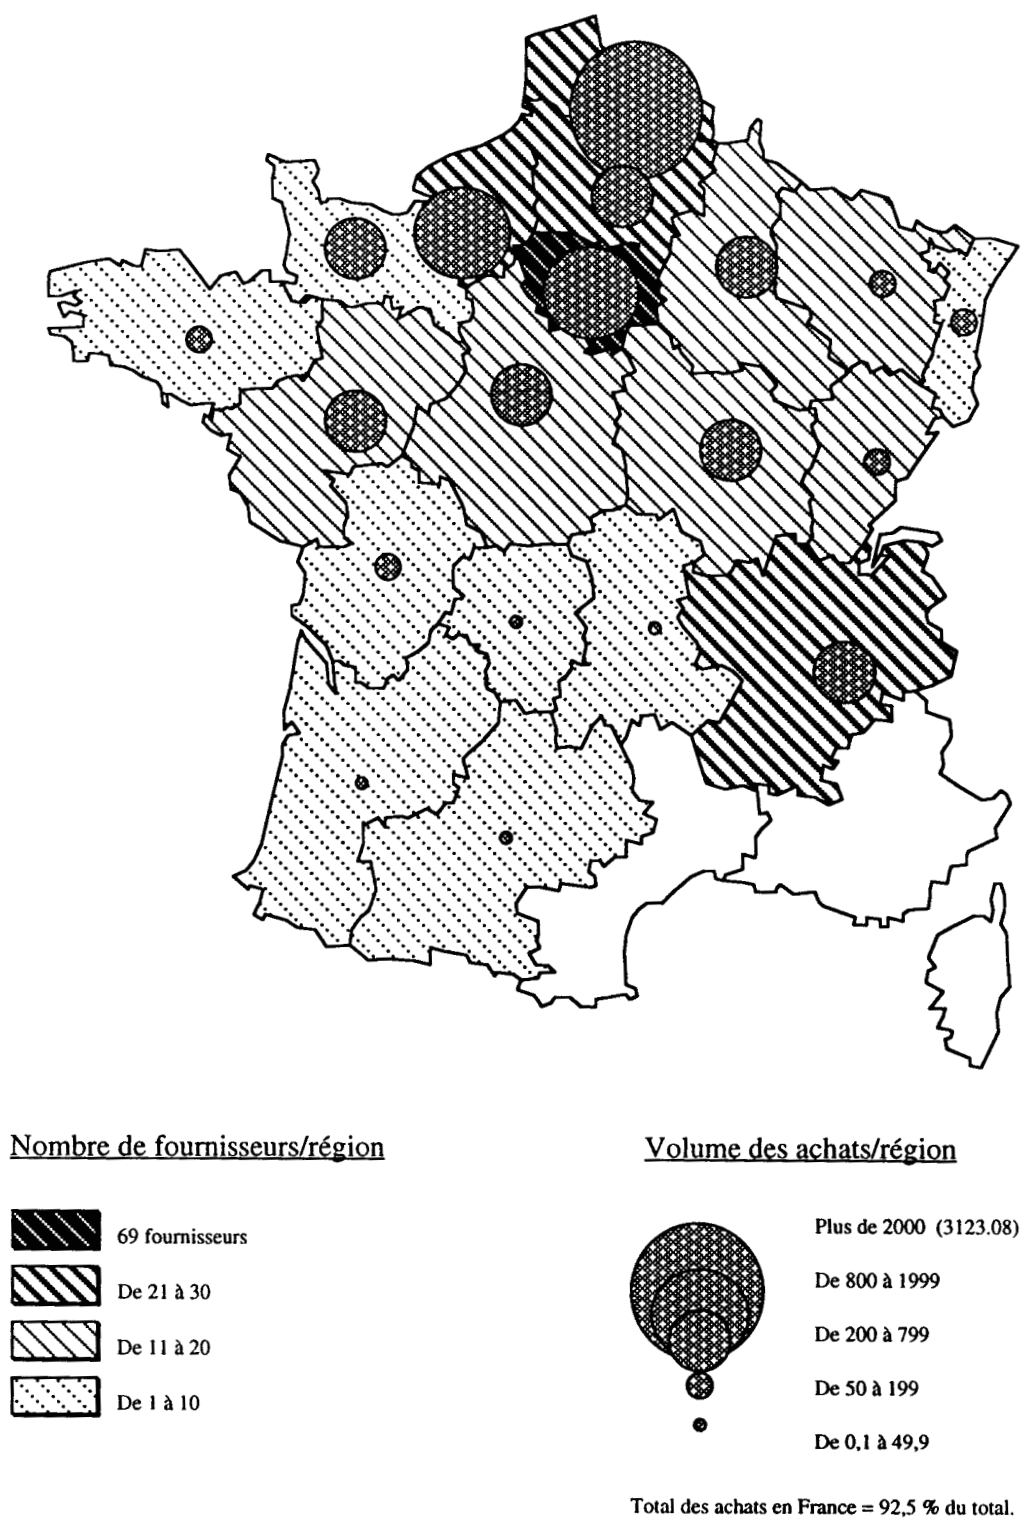 Nombre de fournisseurs/région
69 fournisseurs
De 21 à 30
De 11 à 20
De 1 à 10
Volume des achats/région
Plus de 2000 (3123.08)
De 800 à 1999
De 200 à 799
De 50 à 199
De 0,1 à 49,9
Total des achats en France = 92,5 % du total.